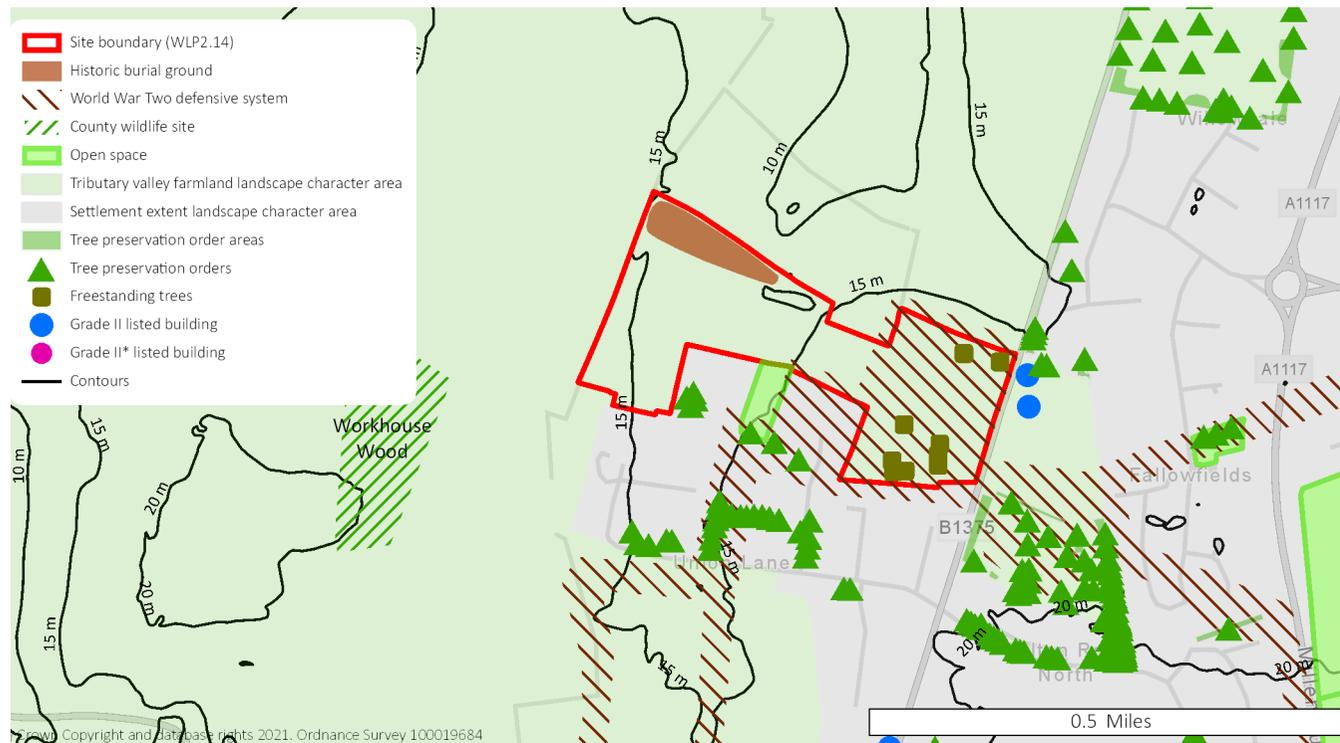 Site boundary (WLP2.14)
Historic burial ground
World War Two defensive system
County wildlife site
Open space
Tributary valley farmland landscape character area
Settlement extent landscape character area
Tree preservation order areas
Tree preservation orders
Freestanding trees
Grade II listed building
Grade II* listed building
Contours
15 m
10 m
15 m
A1117
15 m
A1117
15 m
15 m
10 m
Workhouse
Wood
20 m
Fallowfields
B1375
Union Lane
15 m
20 m
20 m
15 m
20 m
North
20 m
15 m
0.5 Miles
Crown Copyright and database rights 2021. Ordnance Survey 100019684